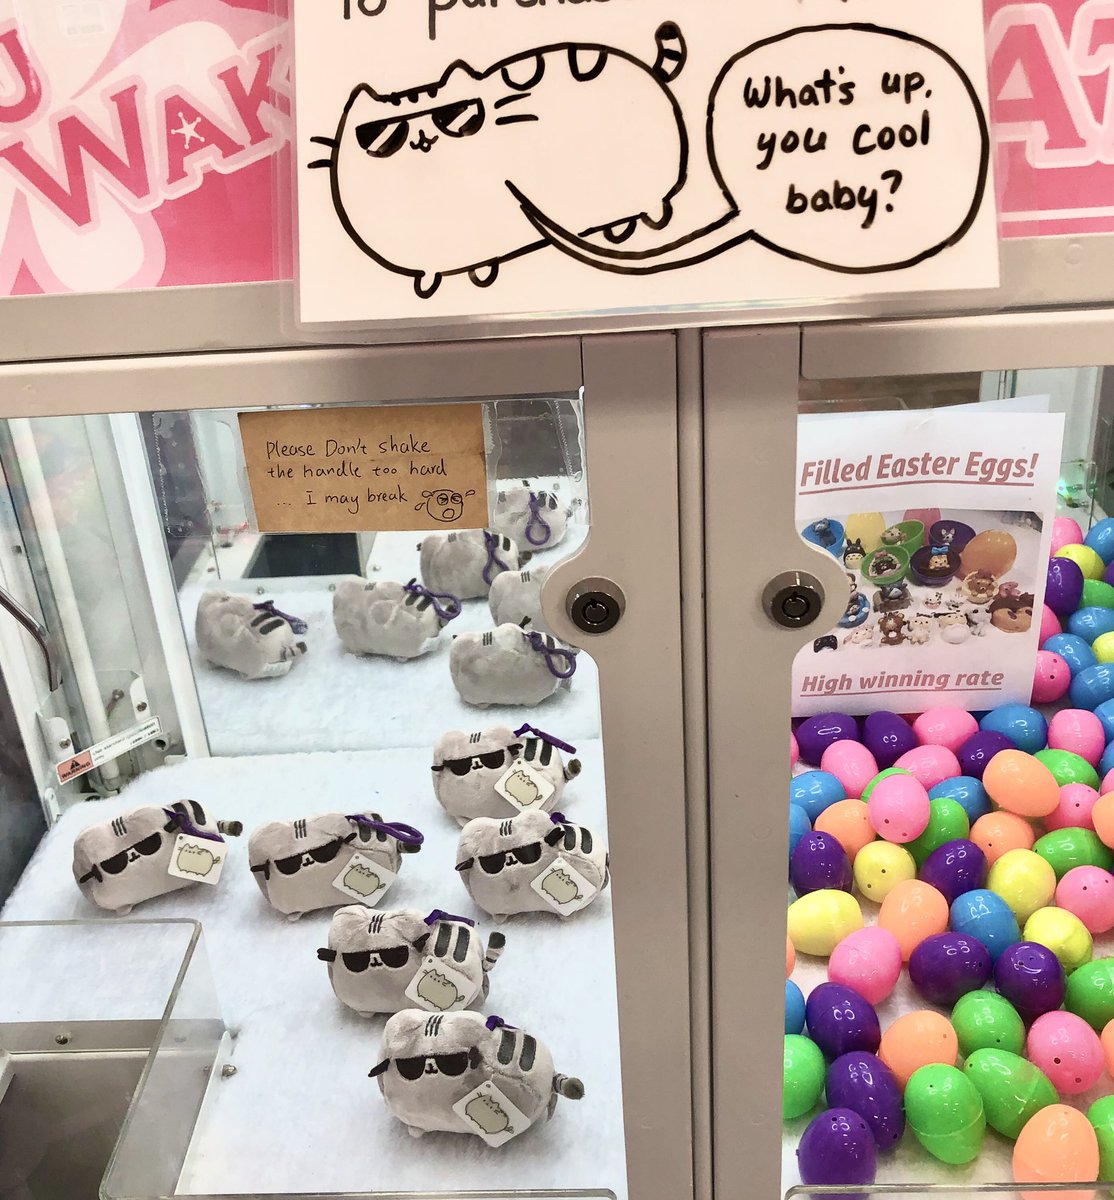 What's up,
you cool
baby?
WAK
Please Don't shake
the handle too hard
... I may break
Filled Easter Eggs!
High winning rate
WARNING